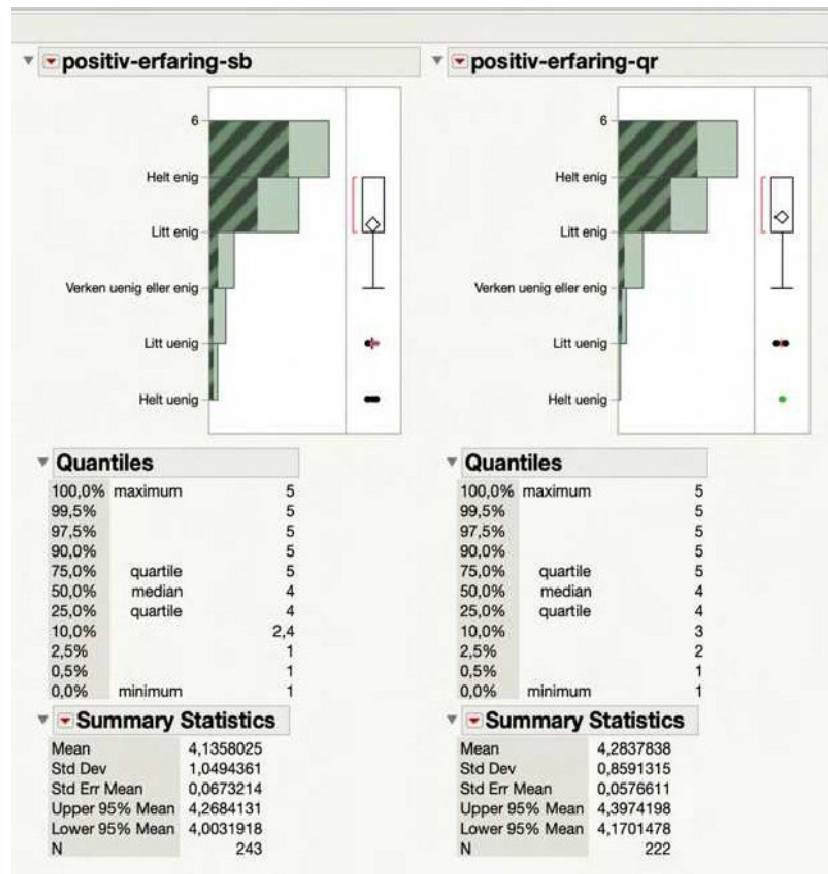 positiv-erfaring-sb
6
Helt enig
Litt enig
Verken uenig eller enig
Litt uenig
Helt uenig
Quantiles
100,0% maximum 5
99,5% 5
97,5% 5
90,0% 5
75,0% quartile 5
50,0% median 4
25,0% quartile 4
10,0% 2,4
2,5% 1
0,5% 1
0,0% minimum 1
Summary Statistics
Mean 4,1358025
Std Dev 1,0494361
Std Err Mean 0,0673214
Upper 95% Mean 4,2684131
Lower 95% Mean 4,0031918
N 243
positiv-erfaring-qr
6
Helt enig
Litt enig
Verken ueniig eller enig
Litt uenig
Helt uenig
Quantiles
100,0% maximum 5
99,5% 5
97,5% 5
90,0% 5
75,0% quartile 5
50,0% median 4
25,0% quartile 4
10,0% 3
2,5% 2
0,5% 1
0,0% minimum 1
Summary Statistics
Mean 4,2837838
Std Dev 0,8591315
Std Err Mean 0,0576611
Upper 95% Mean 4,3974198
Lower 95% Mean 4,1701478
N 222